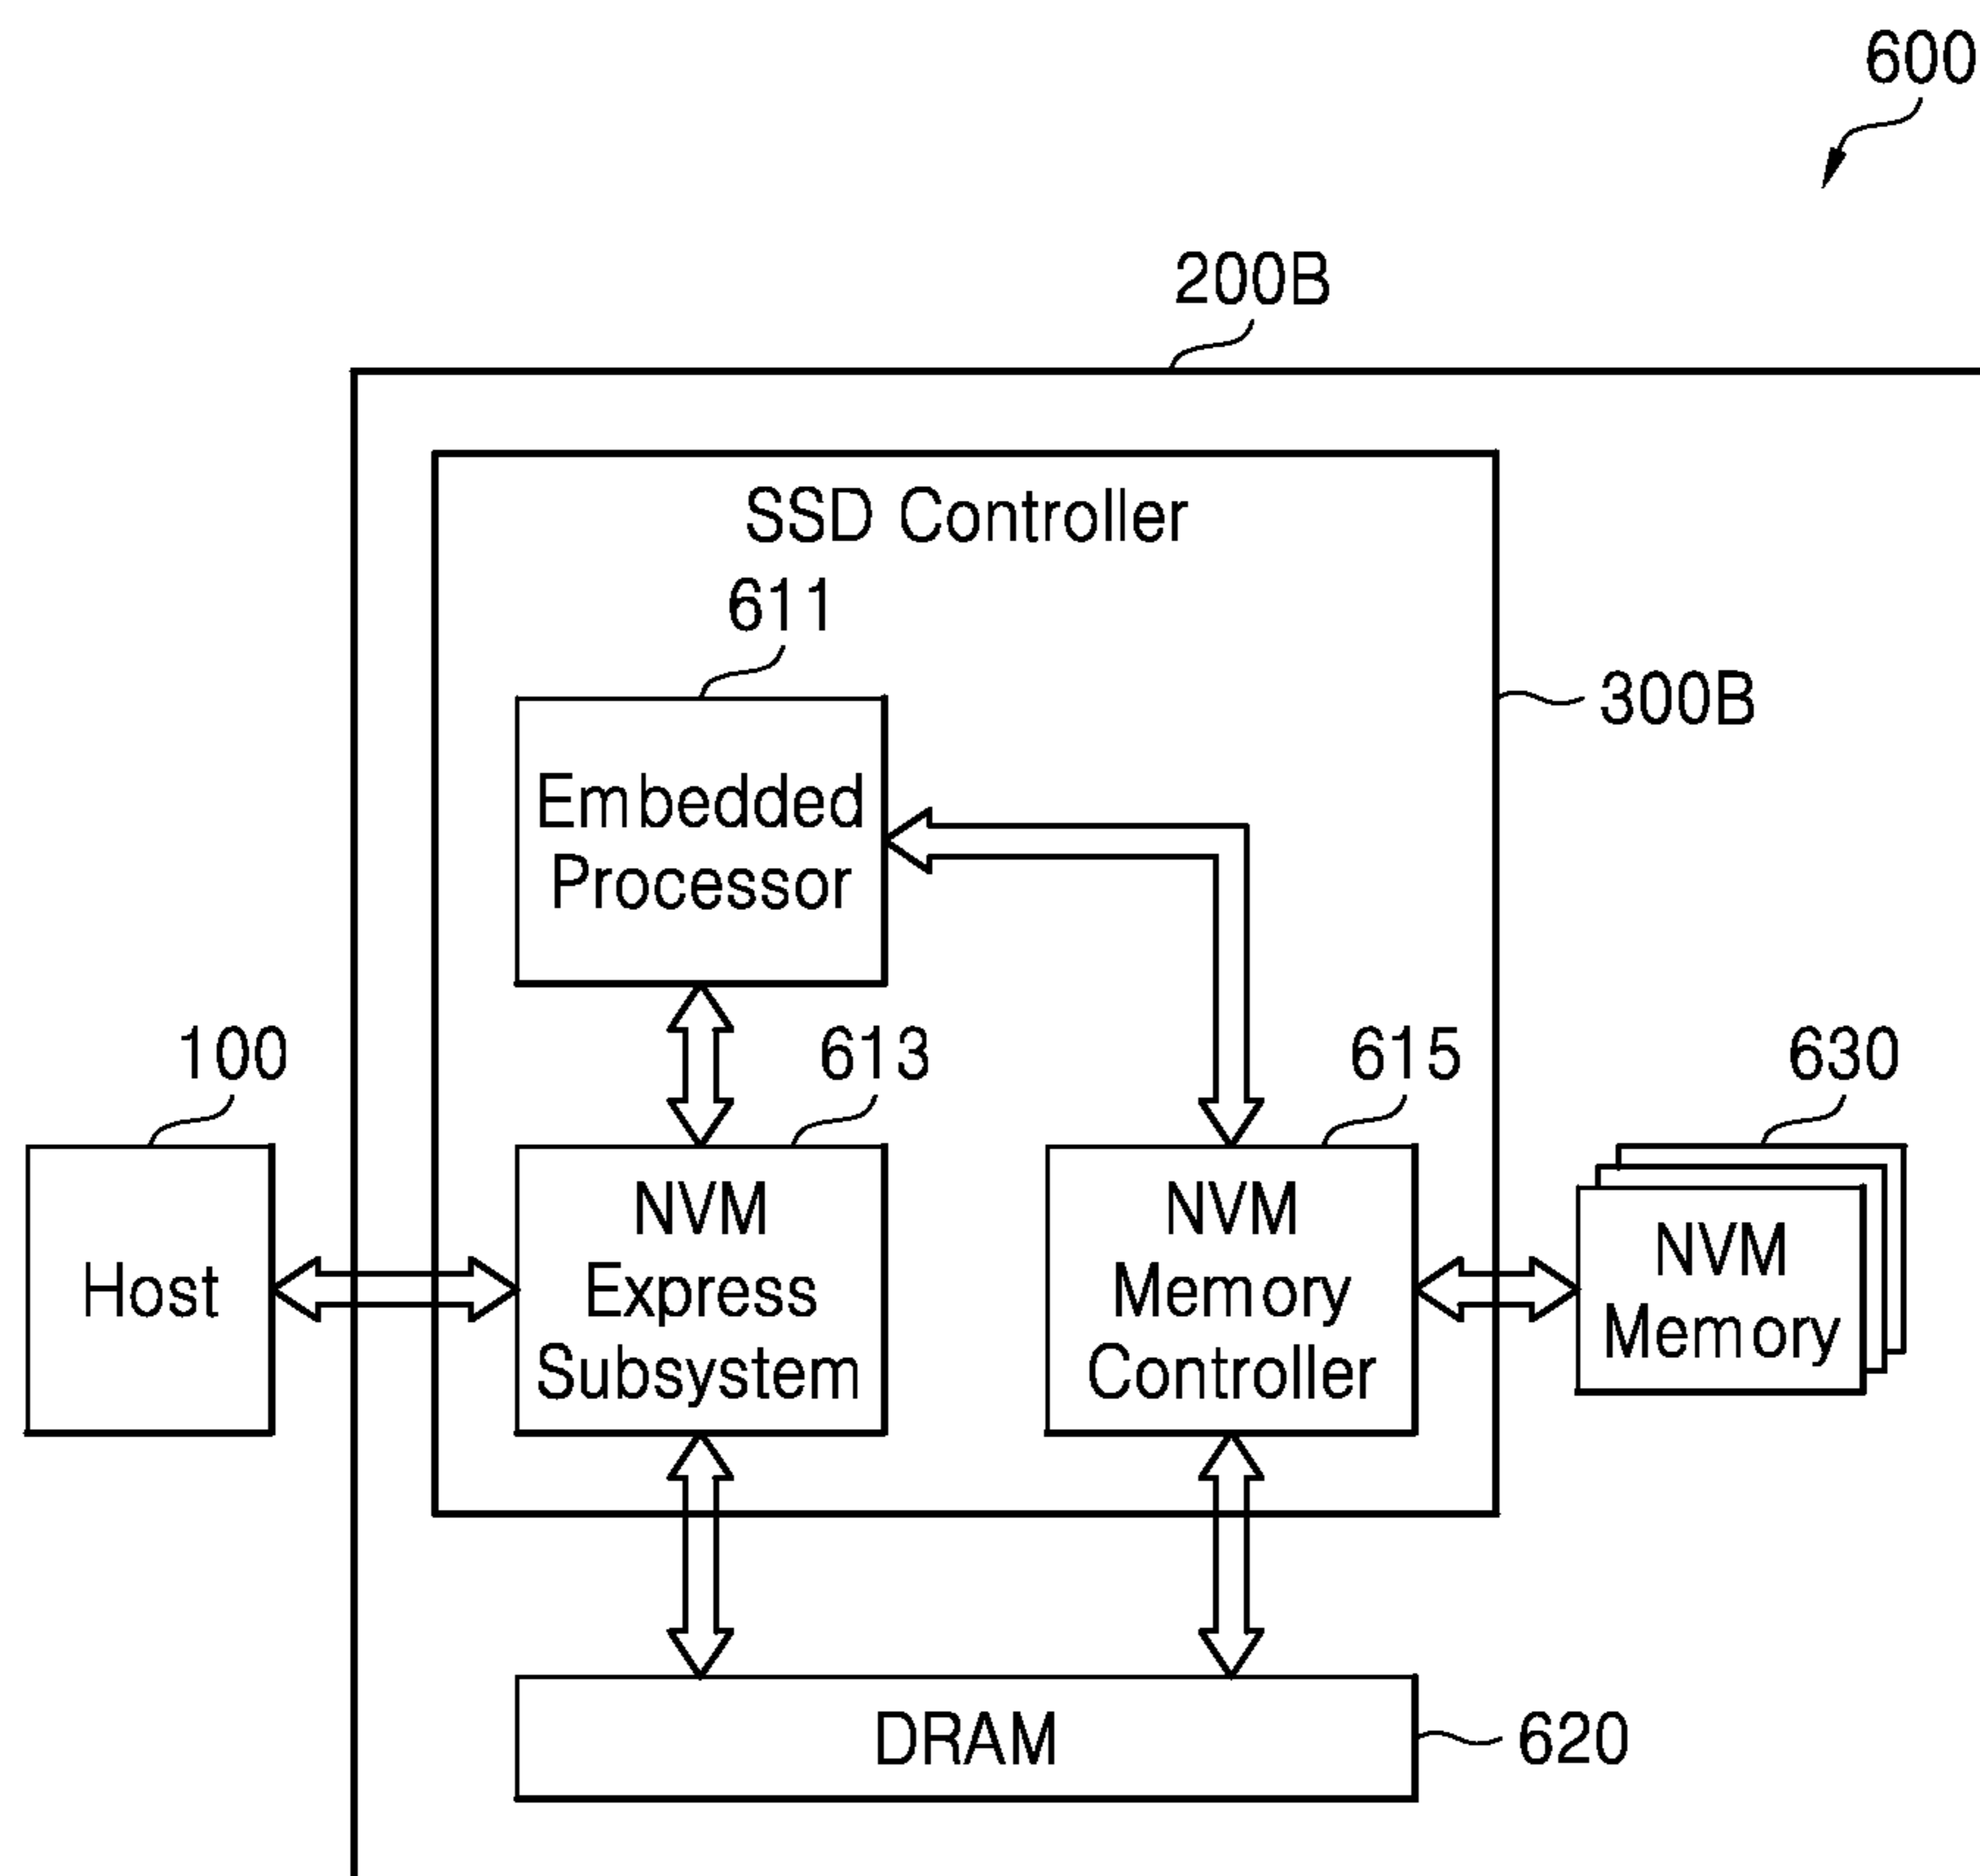 600
200B
SSD Controller
611
300B
Embedded
Processor
100
613
615
630
Host
NVM
Express
Subsystem
NVM
Memory
Controller
NVM
Memory
DRAM
620